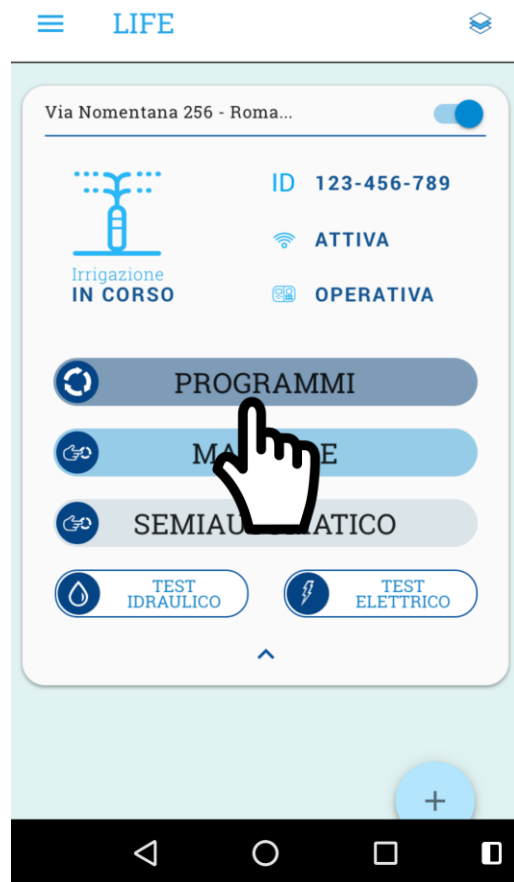 LIFE
Via Nomentana 256 - Roma...
ID 123-456-789
ATTIVA
Irrigazione
IN CORSO
OPERATIVA
PROGRAMMI
TEST
IDRAULICO
TEST
ELETTRICO